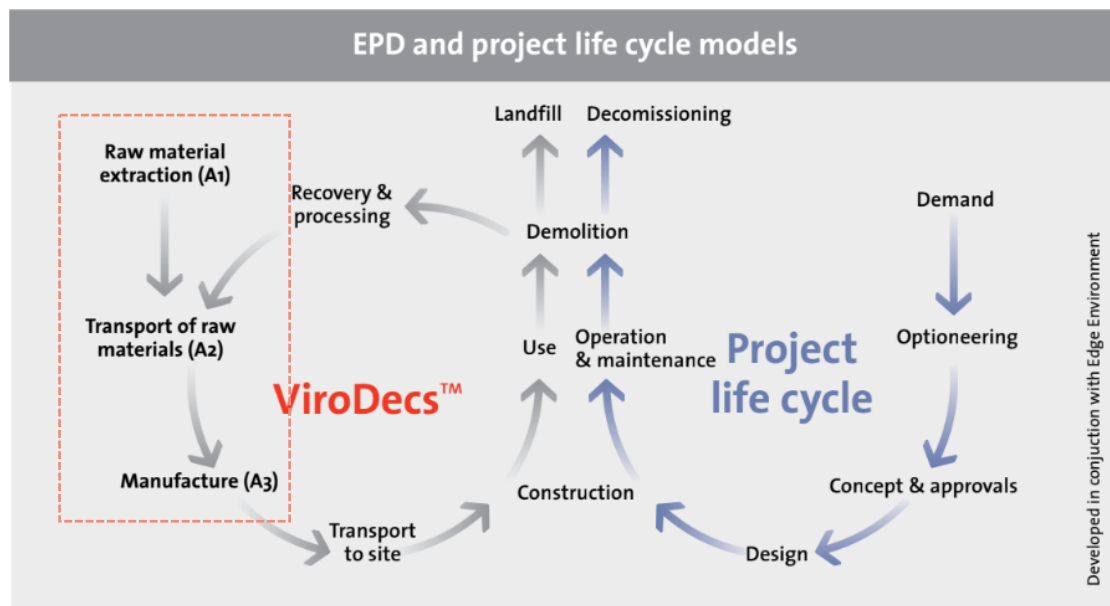 EPD and project life cycle models
Landfill
Decomissioning
Raw material
extraction (A1)
Recovery &
processing
Demolition
Demand
Transport of raw
materials (A2)
Use
Operation
& maintenance
Project
life cycle
Optioneering
ViroDecs™
Manufacture (A3)
Construction
Concept & approvals
Transport
to site
Design
Developed in conjuction with Edge Environment